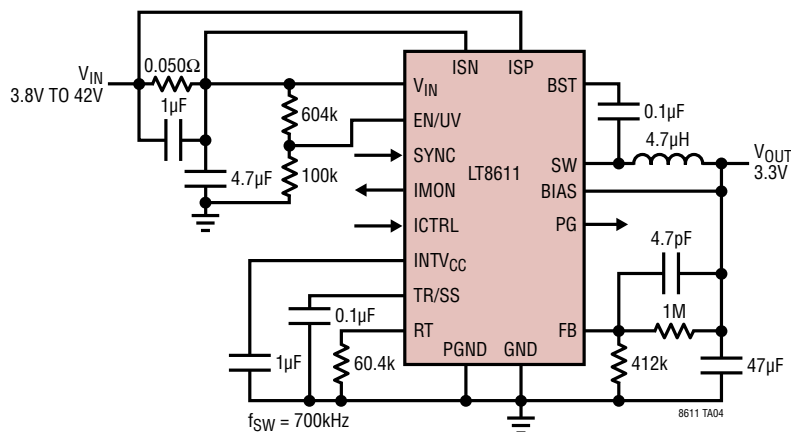 0.050Ω
V_IN
3.8V TO 42V
1µF
4.7µF
604k
100k
ISN
ISP
V_IN
EN/UV
SYNC
IMON
ICTRL
INTV_CC
TR/SS
RT
PGND
GND
LT8611
BST
SW
BIAS
PG
FB
0.1µF
4.7µH
V_OUT
3.3V
4.7pF
1M
412k
47µF
1µF
0.1µF
60.4k
f_SW = 700kHz
8611 TA04